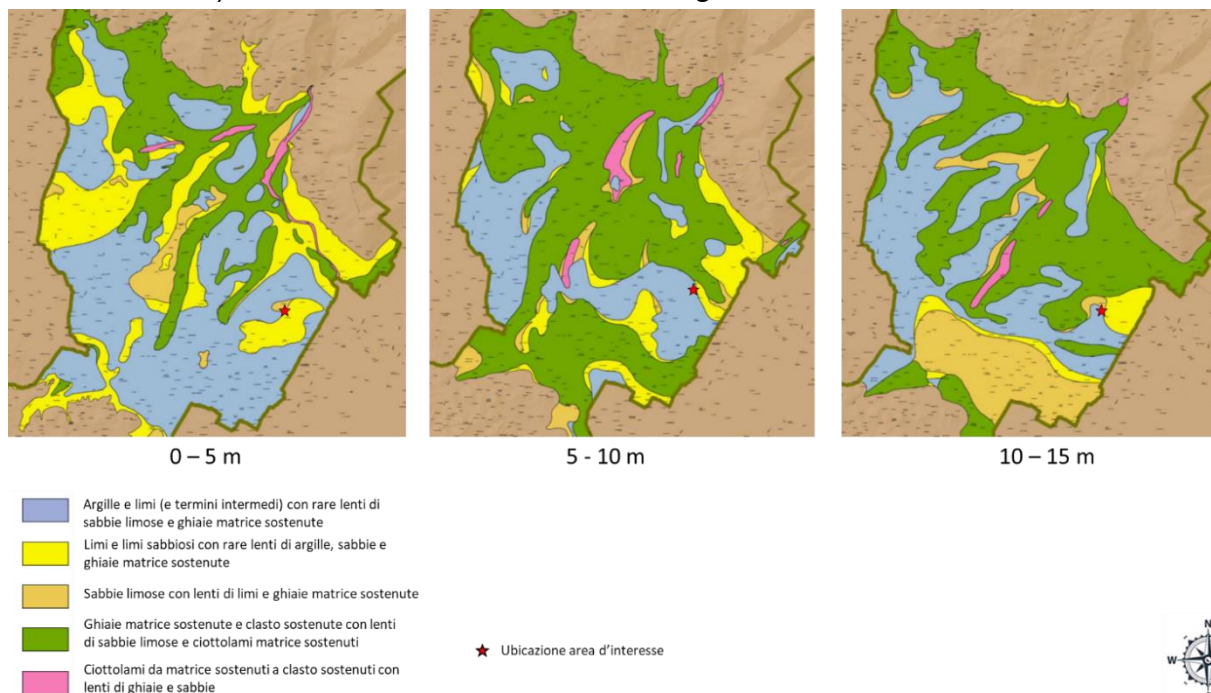 0 – 5 m
5 - 10 m
10 – 15 m
Argille e limi (e termini intermedi) con rare lenti di
sabbie limose e ghiaie matrice sostenute
Limi e limi sabbiosi con rare lenti di argille, sabbie e
ghiaie matrice sostenute
Sabbie limose con lenti di limi e ghiaie matrice sostenute
Ghiaie matrice sostenute e clasto sostenute con lenti
di sabbie limose e ciottolami matrice sostenuti
Ubicazione area d'interesse
Ciottolami da matrice sostenuti a clasto sostenuti con
lenti di ghiaie e sabbie
N
W